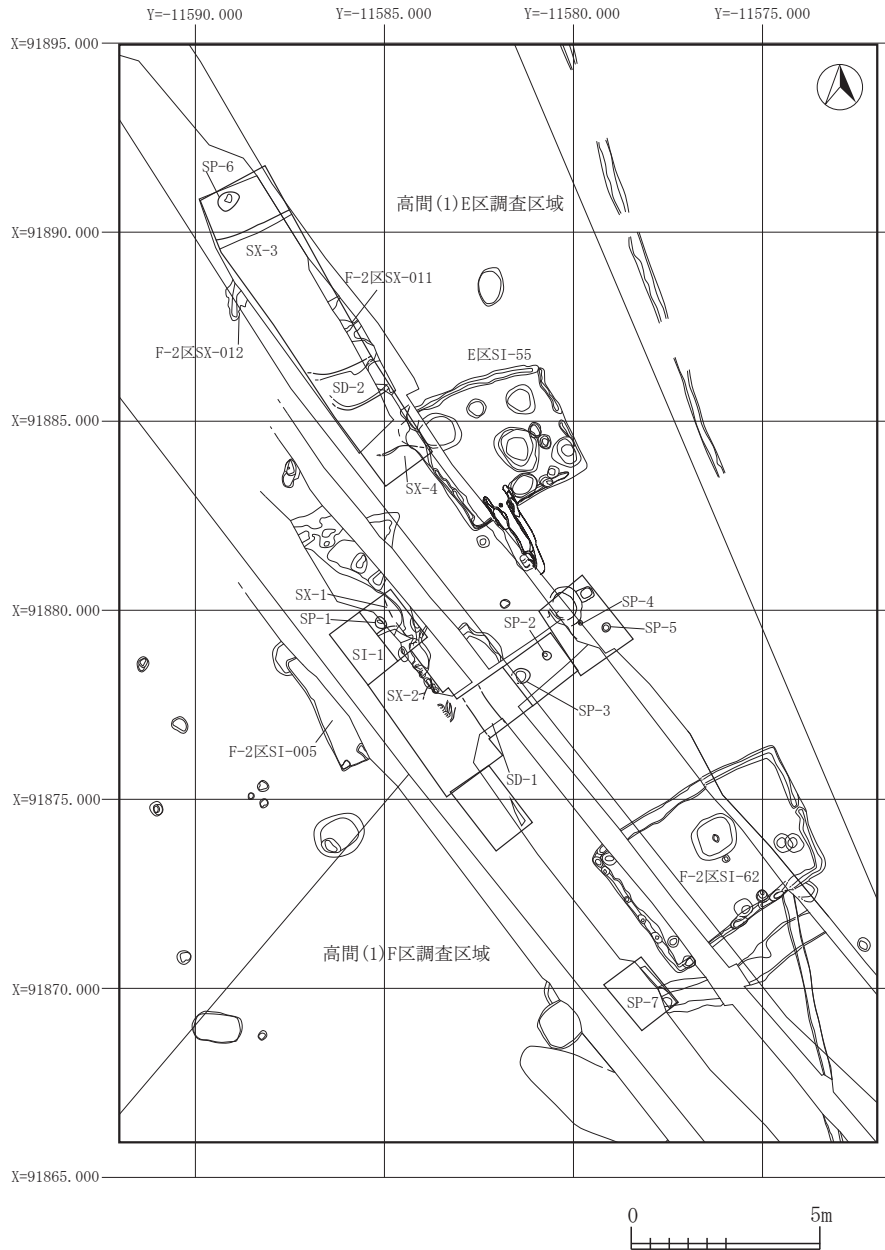 Y=-11590.000 Y=-11585.000 Y=-11580.000 Y=-11575.000
X=91895.000
SP-6
高間(1)E区調査区域
X=91890.000
SX-3
F-2区SX-011
F-2区SX-012
E区SI-55
SD-2
X=91885.000
SX-4
SX-1
X=91880.000
SP-4
SP-1
SP-2
SP-5
SI-1
SX-2
SP-3
F-2区SI-005
SD-1
X=91875.000
F-2区SI-62
高間(1)F区調査区域
X=91870.000
SP-7
X=91865.000
0 5m